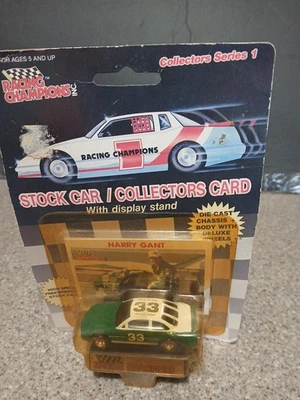 FOR AGES 5 AND UP
Collectors Series 1
RACING
CHAMPIONS INC.
1
RACING CHAMPIONS
STOCK CAR / COLLECTORS CARD
With display stand
DIE CAST
CHASSIS +
BODY WITH
DELUXE
WHEELS
HARRY GANT
33
33